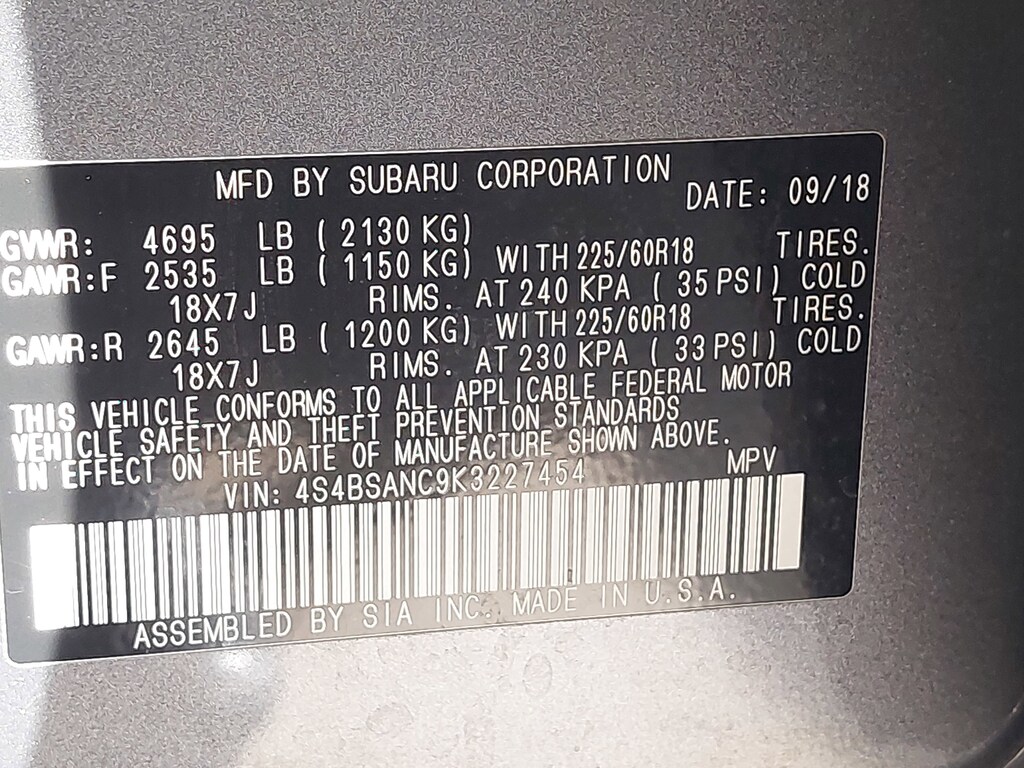 MFD BY SUBARU CORPORATION DATE: 09/18
GVWR: 4695 LB ( 2130 KG)
GAWR:F 2535 LB ( 1150 KG) WITH 225/60R18 TIRES.
18X7J RIMS. AT 240 KPA ( 35 PSI) COLD
GAWR:R 2645 LB ( 1200 KG) WITH 225/60R18 TIRES.
18X7J RIMS. AT 230 KPA ( 33 PSI) COLD
THIS VEHICLE CONFORMS TO ALL APPLICABLE FEDERAL MOTOR
VEHICLE SAFETY AND THEFT PREVENTION STANDARDS
IN EFFECT ON THE DATE OF MANUFACTURE SHOWN ABOVE.
VIN: 4S4BSANC9K3227454 MPV
ASSEMBLED BY SIA INC. MADE IN U.S.A.